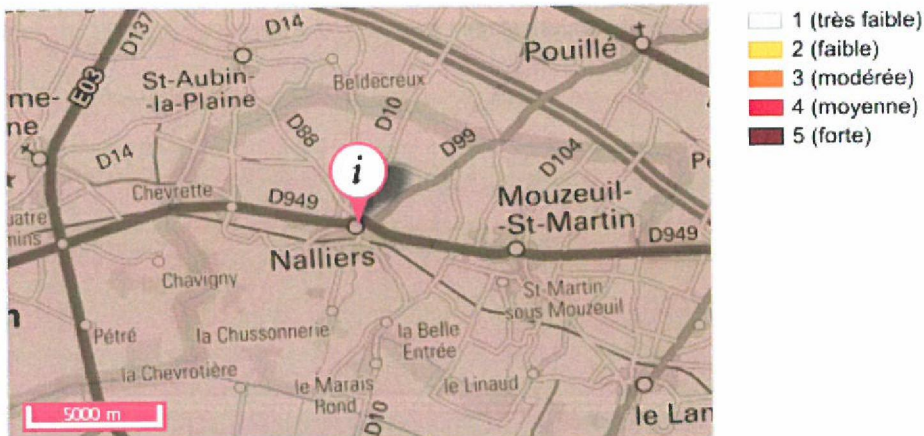 D137
D14
Pouillé
St-Aubin-
-la-Plaine
Beldecreux
E03
D10
D88
D99
D104
D14
Chevrette
D949
i
Mouzeuil-
-St-Martin
D949
Nalliers
Chavigny
St-Martin
sous Mouzeuil
Pétré
la Chussonnerie
la Belle
Entrée
la Chevrotière
le Marais
Rond
le Linaud
D10
le Lan
5000 m
1 (très faible)
2 (faible)
3 (modérée)
4 (moyenne)
5 (forte)